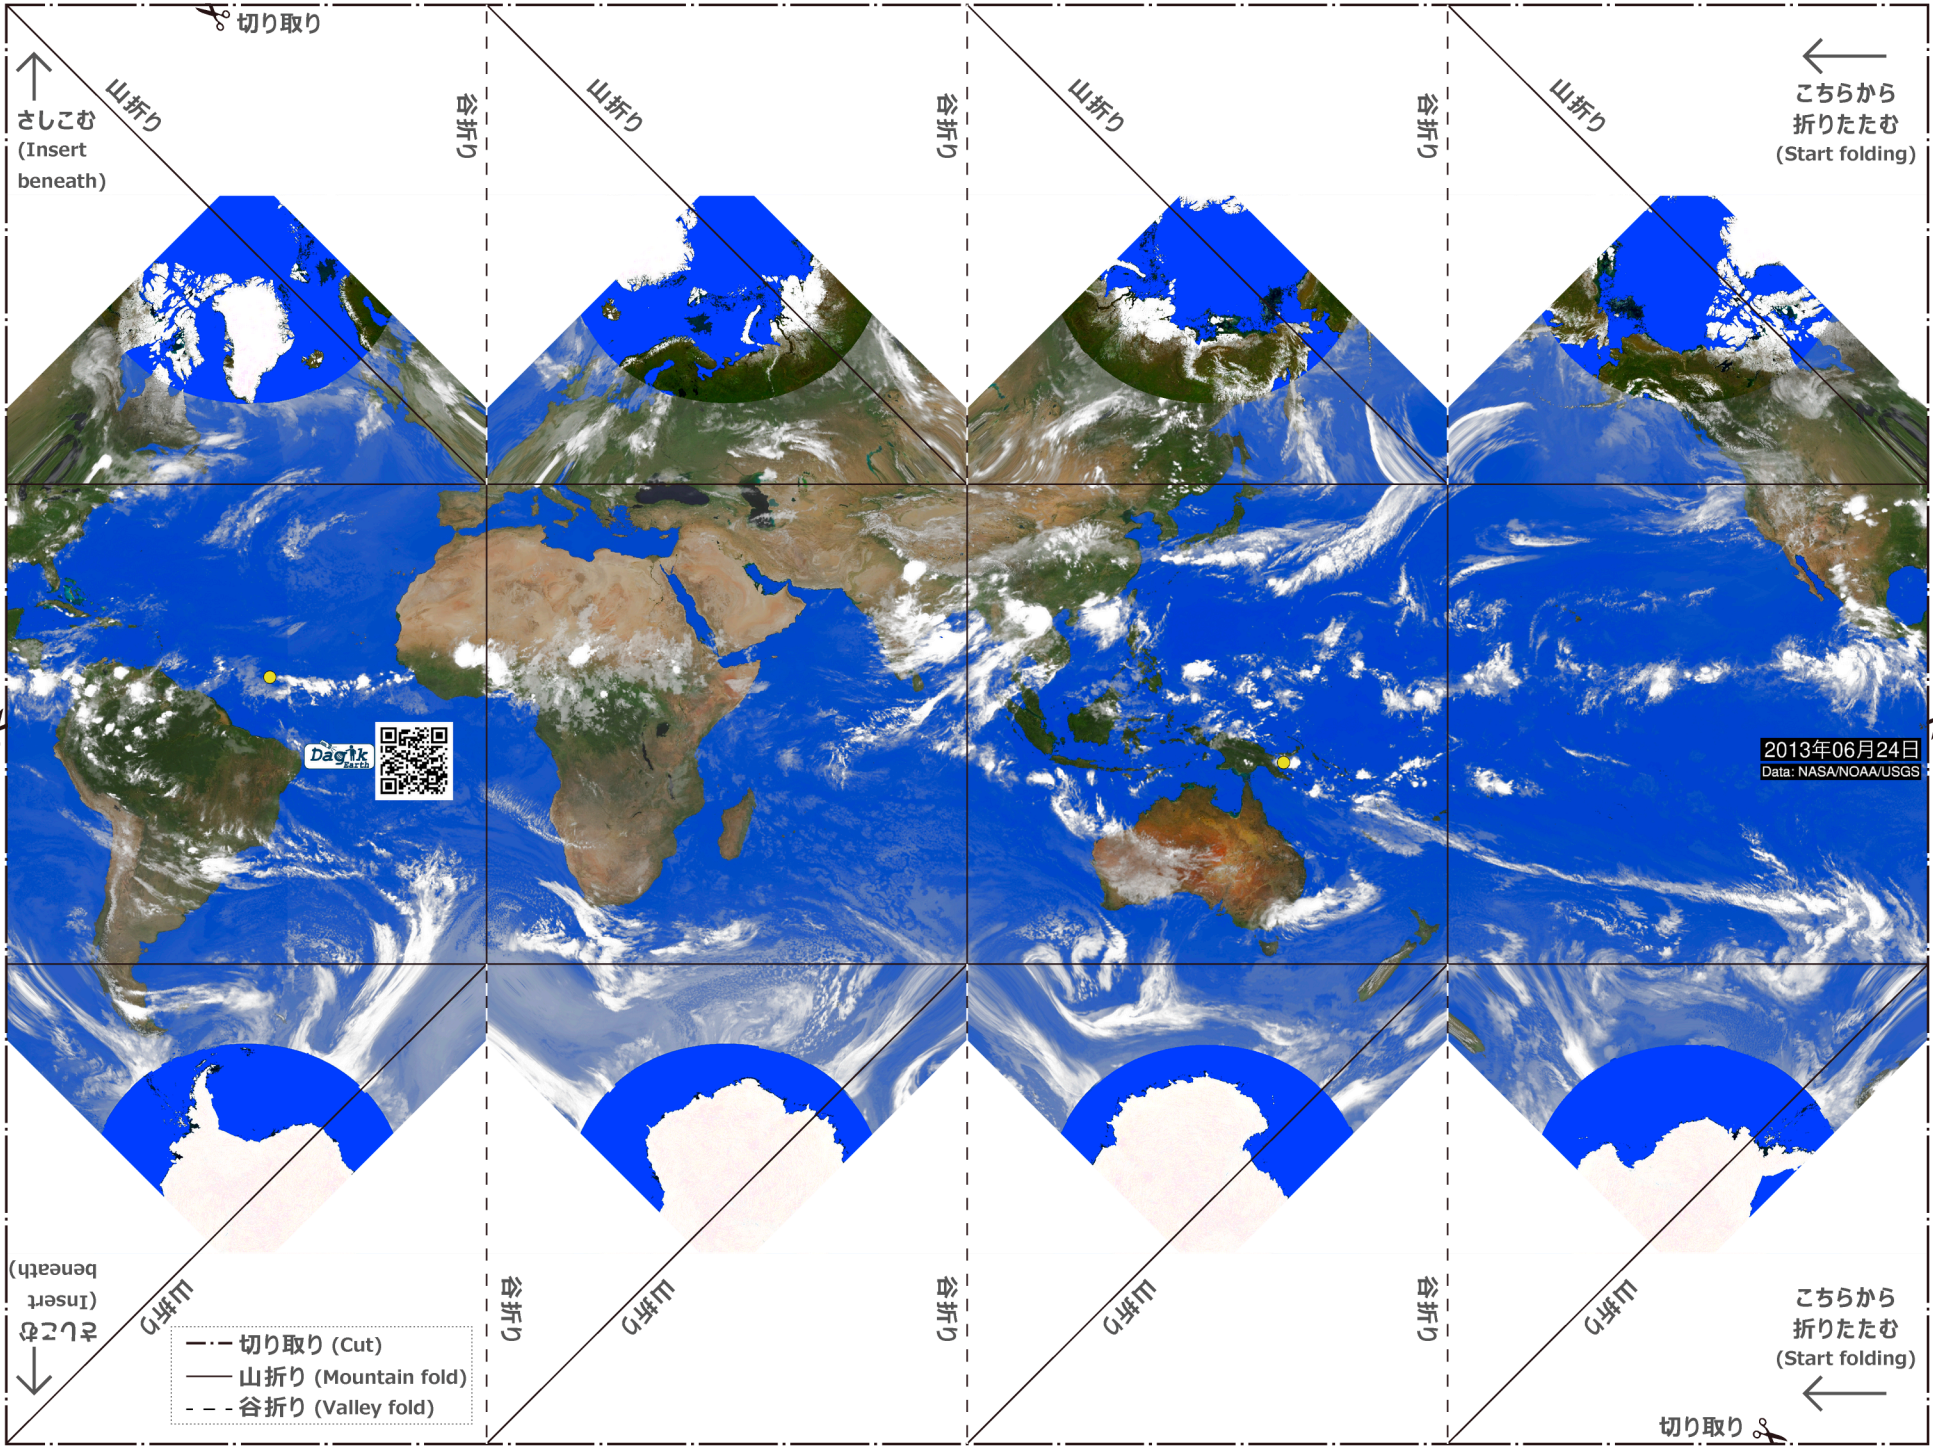 切り取り
山折り
山折り
山折り
山折り
谷折り
谷折り
谷折り
さしこむ
(Insert
beneath)
こちらから
折りたたむ
(Start folding)
Dagik
Earth
2013年06月24日
Data: NASA/NOAA/USGS
さしこむ
(Insert
beneath)
山折り
山折り
山折り
山折り
谷折り
谷折り
谷折り
こちらから
折りたたむ
(Start folding)
切り取り (Cut)
山折り (Mountain fold)
谷折り (Valley fold)
切り取り